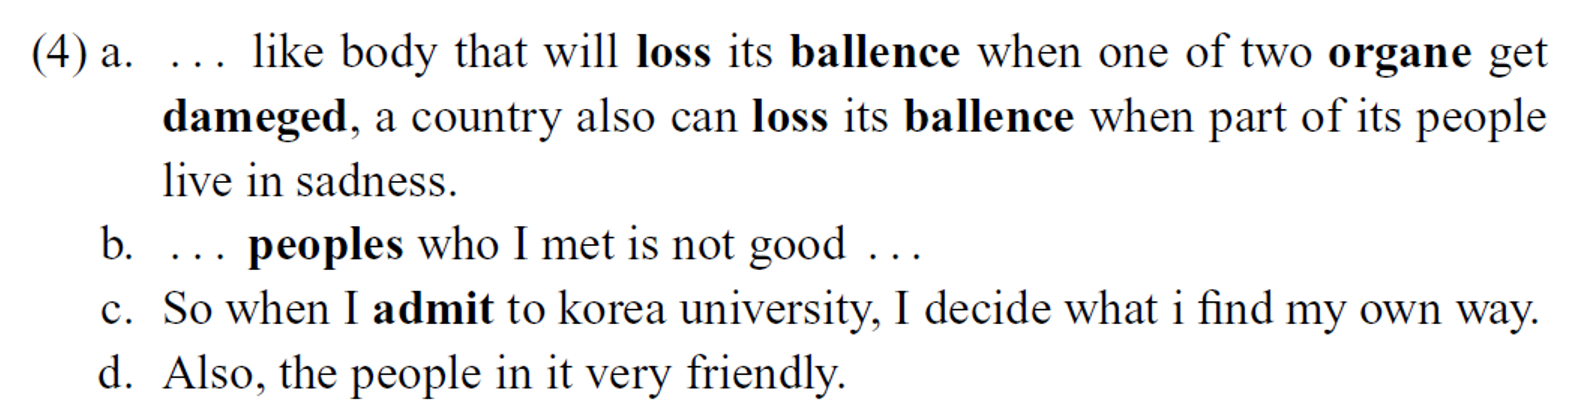 (4) a. ... like body that will loss its ballence when one of two organe get
dameged, a country also can loss its ballence when part of its people
live in sadness.
b. ... peoples who I met is not good ...
c. So when I admit to korea university, I decide what i find my own way.
d. Also, the people in it very friendly.